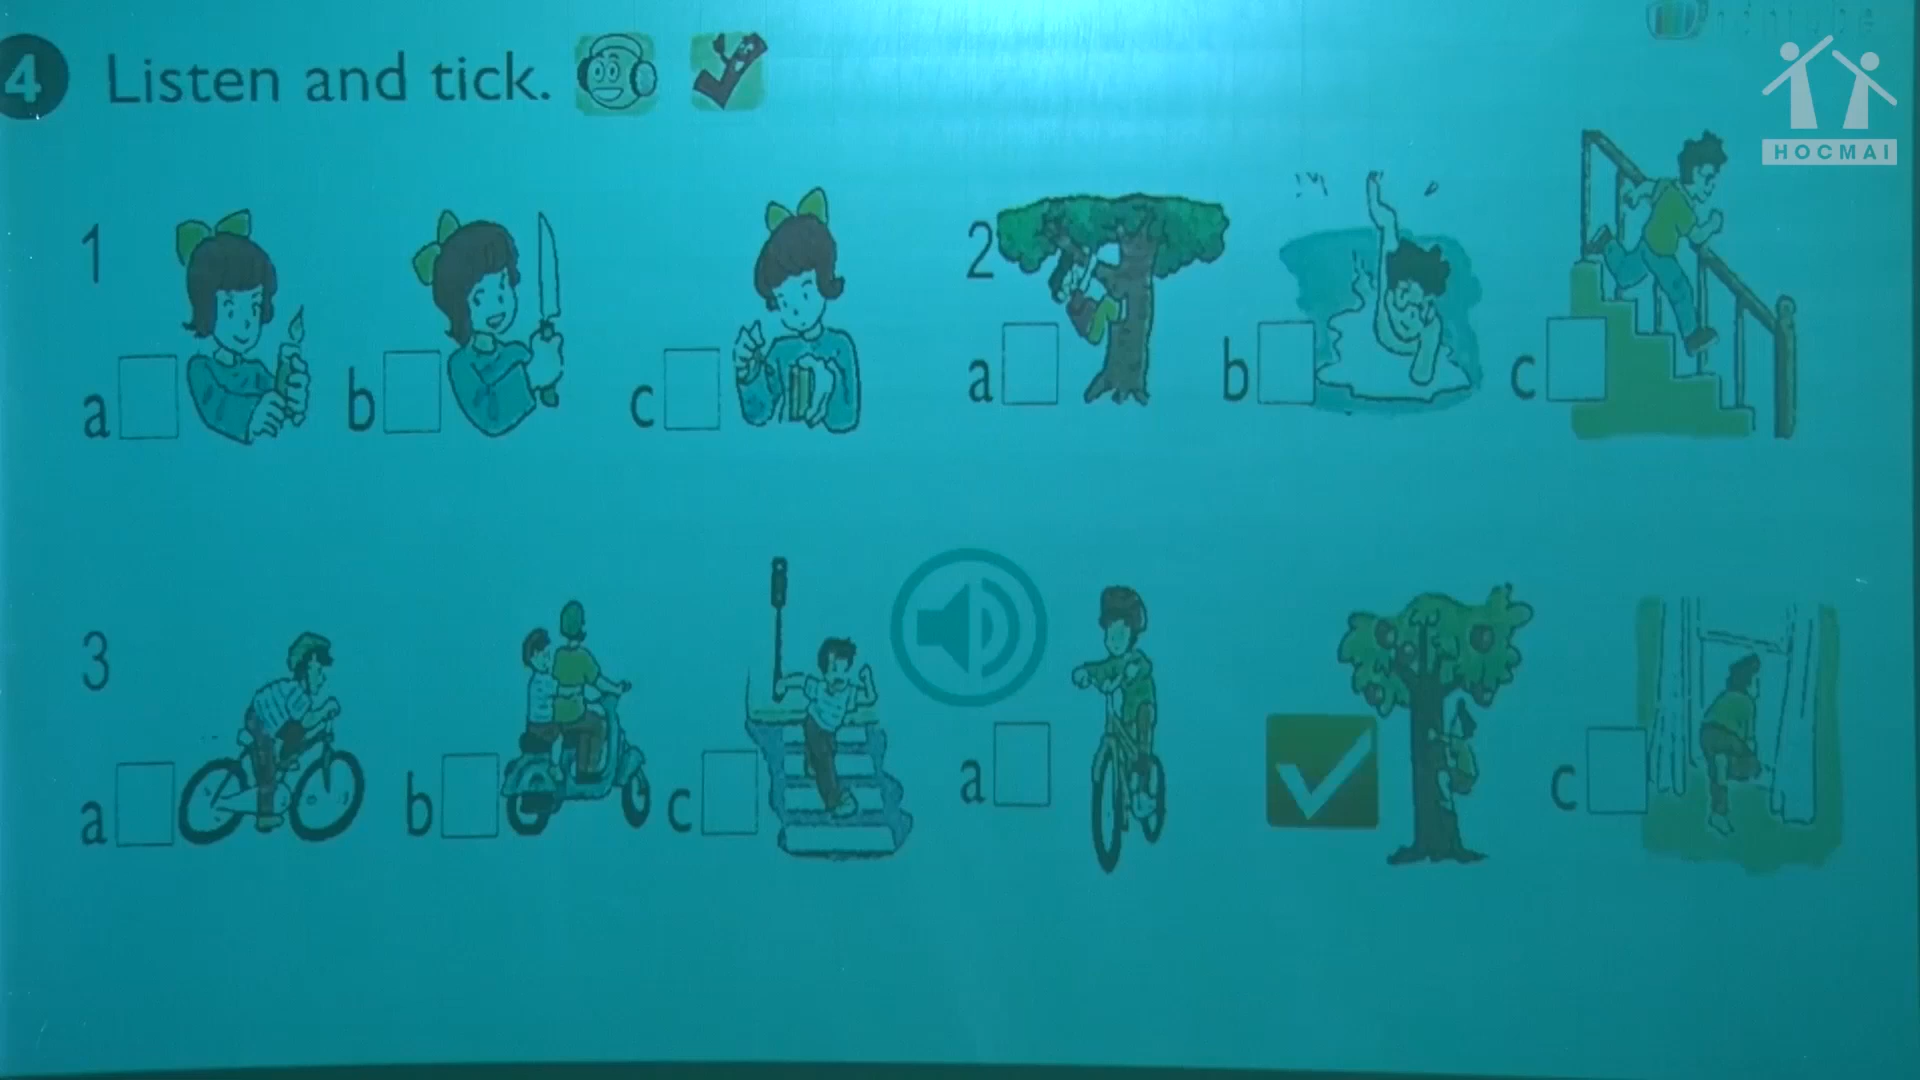 4 Listen and tick.
HOCMAI
1 2
a b c a b c
3
a b c a c